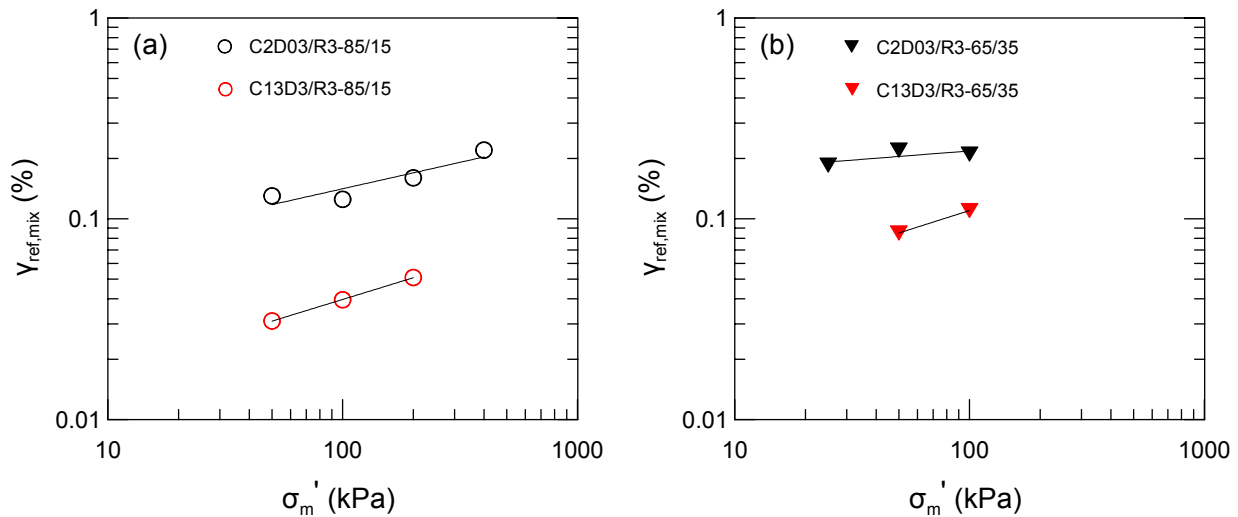 (a)
C2D03/R3-85/15
C13D3/R3-85/15
1
0.1
0.01
γref,mix (%)
10
100
1000
σm' (kPa)
(b)
C2D03/R3-65/35
C13D3/R3-65/35
1
0.1
0.01
γref,mix (%)
10
100
1000
σm' (kPa)